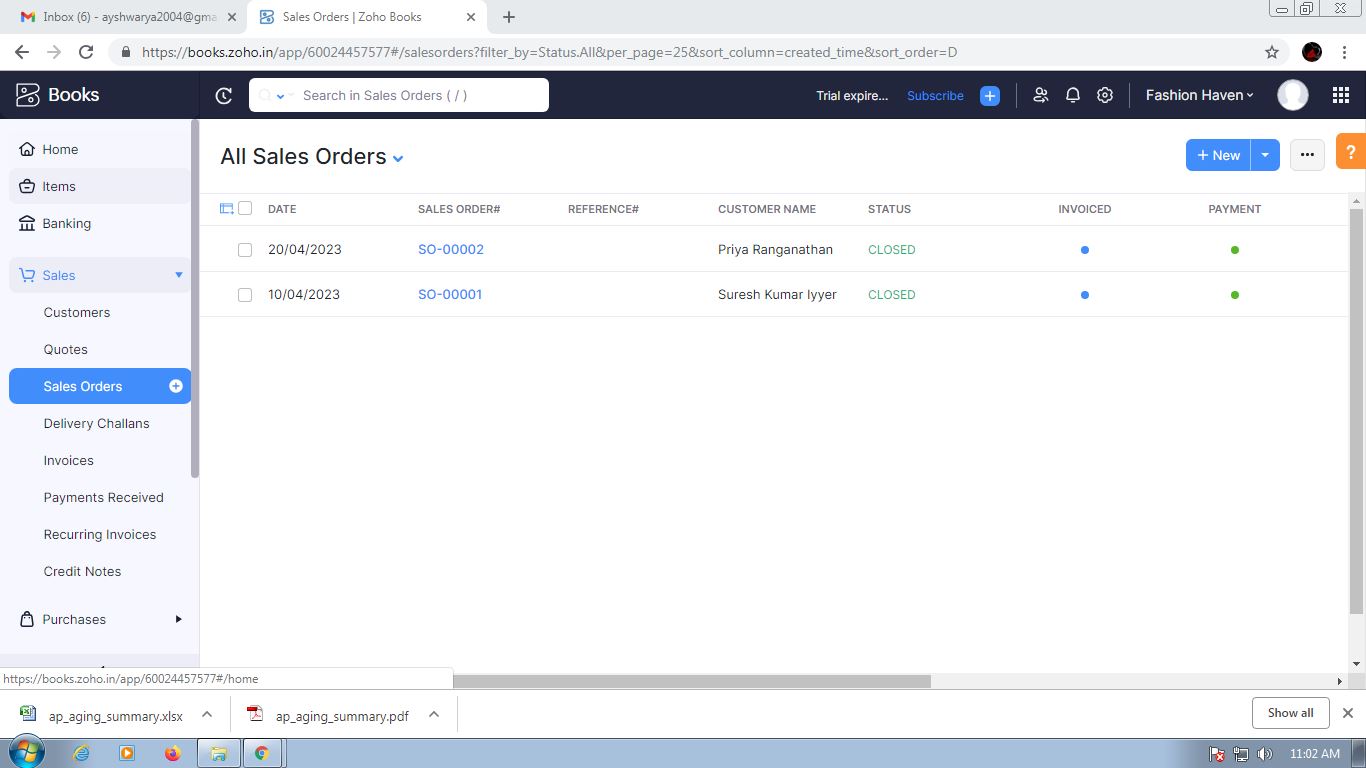 Inbox (6) - ayshwarya2004@gma
Sales Orders | Zoho Books
https://books.zoho.in/app/60024457577#/salesorders?filter_by=Status.All&per_page=25&sort_column=created_time&sort_order=D
Books
Search in Sales Orders ( / )
Trial expire...
Subscribe
Fashion Haven
Home
Items
Banking
Sales
Customers
Quotes
Sales Orders
Delivery Challans
Invoices
Payments Received
Recurring Invoices
Credit Notes
Purchases
All Sales Orders
+ New
?
DATE SALES ORDER# REFERENCE# CUSTOMER NAME STATUS INVOICED PAYMENT
20/04/2023 SO-00002 Priya Ranganathan CLOSED
10/04/2023 SO-00001 Suresh Kumar Iyyer CLOSED
https://books.zoho.in/app/60024457577#/home
ap_aging_summary.xlsx
ap_aging_summary.pdf
Show all
11:02 AM